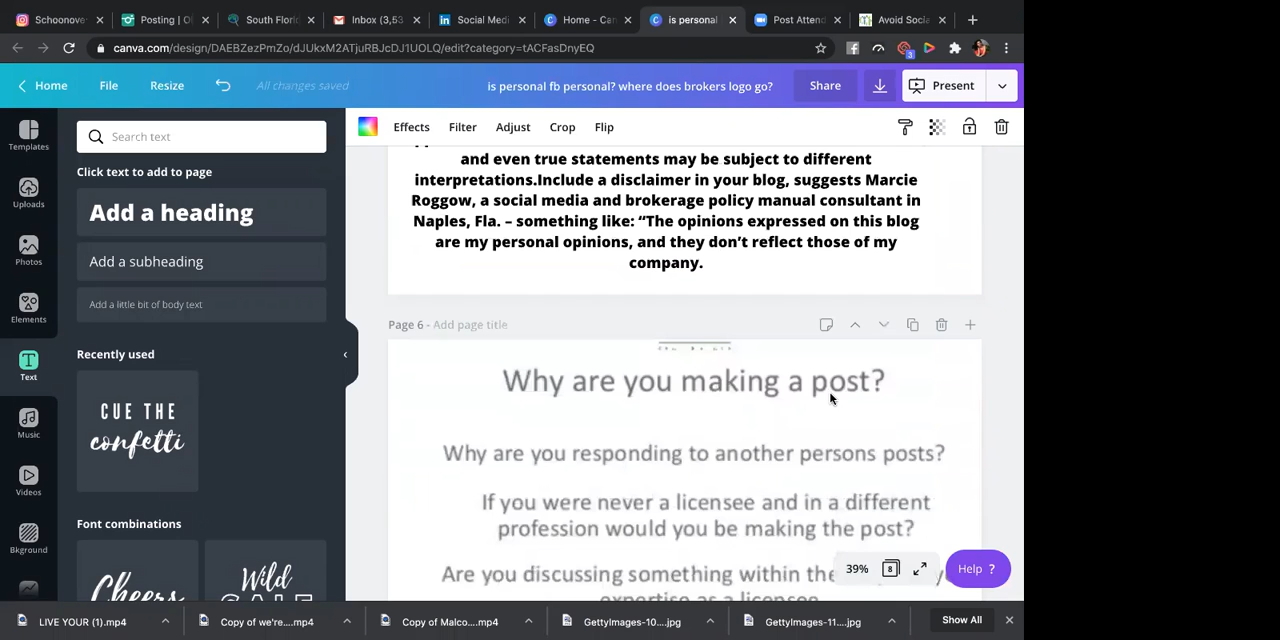 Schoonove
Posting | O
South Flori
Inbox (3,53
Social Medi
Home - Can
is personal
Post Attend
Avoid Socia
canva.com/design/DAEBZezPmZo/dJUkxM2ATjuRBJcDJ1UOLQ/edit?category=tACFasDnyEQ
3
Home
File
Resize
All changes saved
is personal fb personal? where does brokers logo go?
Share
Present
Templates
Uploads
Photos
Elements
Text
Music
Videos
Bkground
Search text
Click text to add to page
Add a heading
Add a subheading
Add a little bit of body text
Recently used
CUE THE
confetti
Font combinations
Cheers
Wild
Effects
Filter
Adjust
Crop
Flip
and even true statements may be subject to different
interpretations.Include a disclaimer in your blog, suggests Marcie
Roggow, a social media and brokerage policy manual consultant in
Naples, Fla. – something like: “The opinions expressed on this blog
are my personal opinions, and they don’t reflect those of my
company.
Page 6 - Add page title
Why are you making a post?
Why are you responding to another persons posts?
If you were never a licensee and in a different
profession would you be making the post?
Are you discussing something within the
expertise as a licensee
39%
8
Help ?
LIVE YOUR (1).mp4
Copy of we're....mp4
Copy of Malco....mp4
GettyImages-10....jpg
GettyImages-11....jpg
Show All